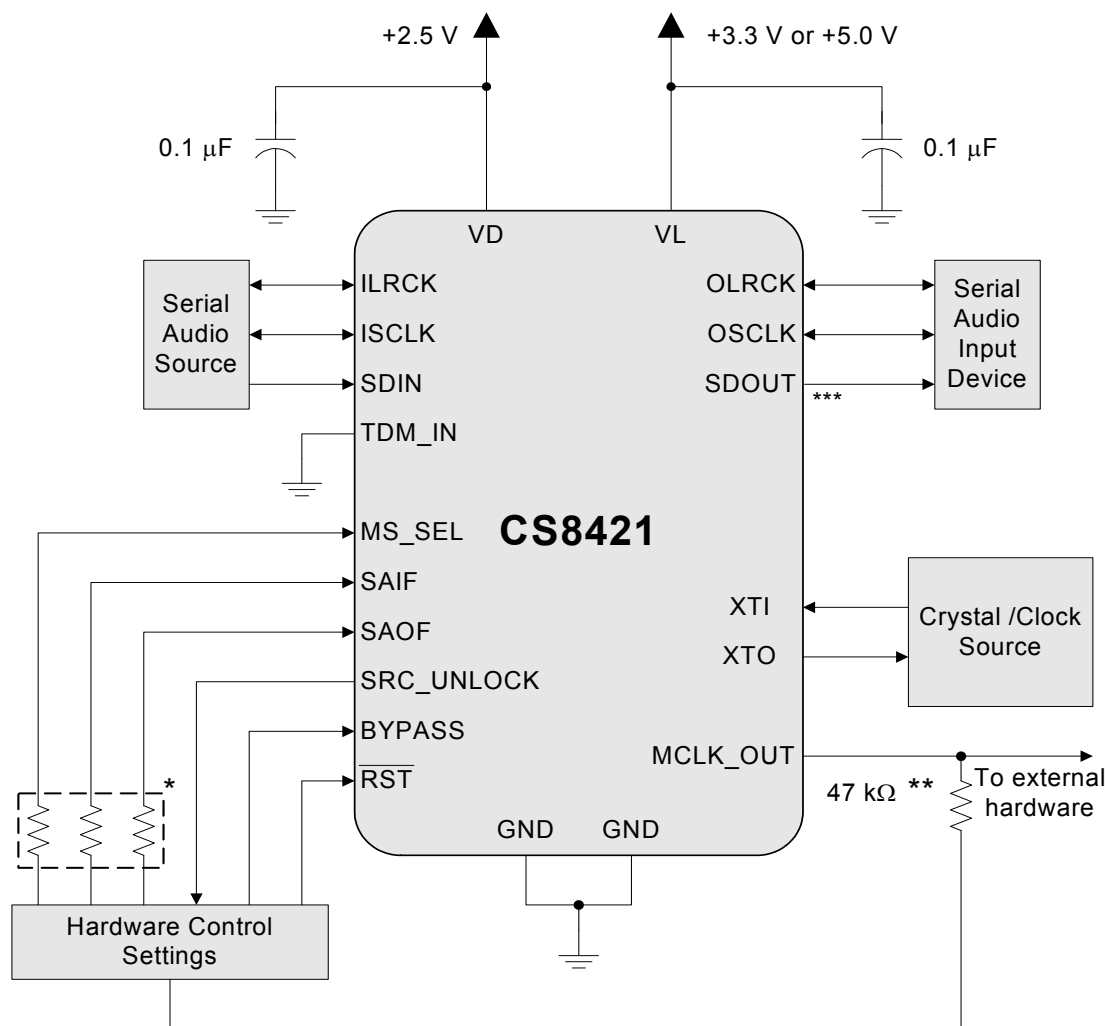 +2.5 V
+3.3 V or +5.0 V
0.1 μF
0.1 μF
VD
VL
ILRCK
ISCLK
SDIN
TDM_IN
Serial
Audio
Source
OLRCK
OSCLK
SDOUT
***
Serial
Audio
Input
Device
CS8421
MS_SEL
SAIF
SAOF
SRC_UNLOCK
BYPASS
RST
XTI
XTO
Crystal /Clock
Source
MCLK_OUT
47 kΩ **
To external
hardware
*
GND
GND
Hardware Control
Settings